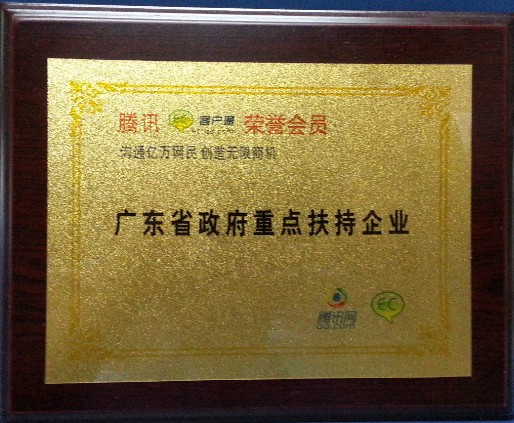 腾讯 EC 客户通 荣誉会员
沟通亿万网民 创造无限商机
广东省政府重点扶持企业
腾讯网 EC
QQ.com